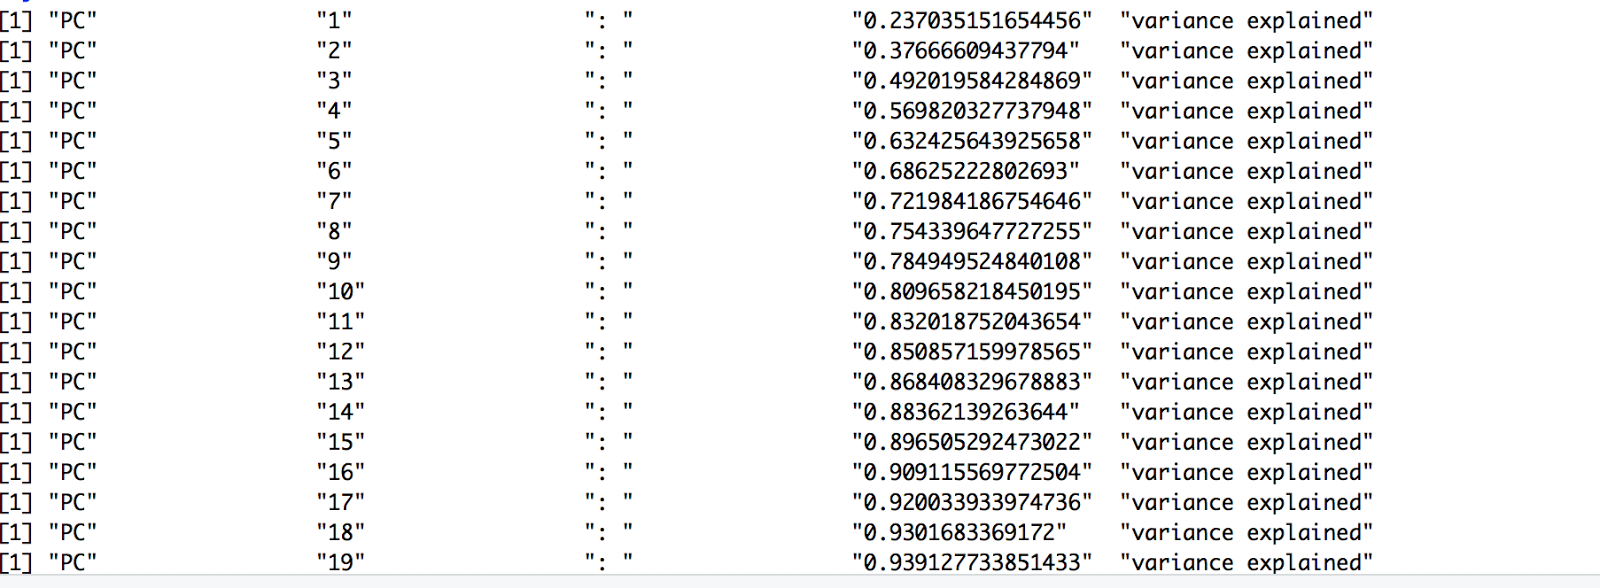 [1] "PC" "1" ": " "0.237035151654456" "variance explained"
[1] "PC" "2" ": " "0.37666609437794" "variance explained"
[1] "PC" "3" ": " "0.492019584284869" "variance explained"
[1] "PC" "4" ": " "0.569820327737948" "variance explained"
[1] "PC" "5" ": " "0.632425643925658" "variance explained"
[1] "PC" "6" ": " "0.68625222802693" "variance explained"
[1] "PC" "7" ": " "0.721984186754646" "variance explained"
[1] "PC" "8" ": " "0.754339647727255" "variance explained"
[1] "PC" "9" ": " "0.784949524840108" "variance explained"
[1] "PC" "10" ": " "0.809658218450195" "variance explained"
[1] "PC" "11" ": " "0.832018752043654" "variance explained"
[1] "PC" "12" ": " "0.850857159978565" "variance explained"
[1] "PC" "13" ": " "0.868408329678883" "variance explained"
[1] "PC" "14" ": " "0.88362139263644" "variance explained"
[1] "PC" "15" ": " "0.896505292473022" "variance explained"
[1] "PC" "16" ": " "0.909115569772504" "variance explained"
[1] "PC" "17" ": " "0.920033933974736" "variance explained"
[1] "PC" "18" ": " "0.9301683369172" "variance explained"
[1] "PC" "19" ": " "0.939127733851433" "variance explained"